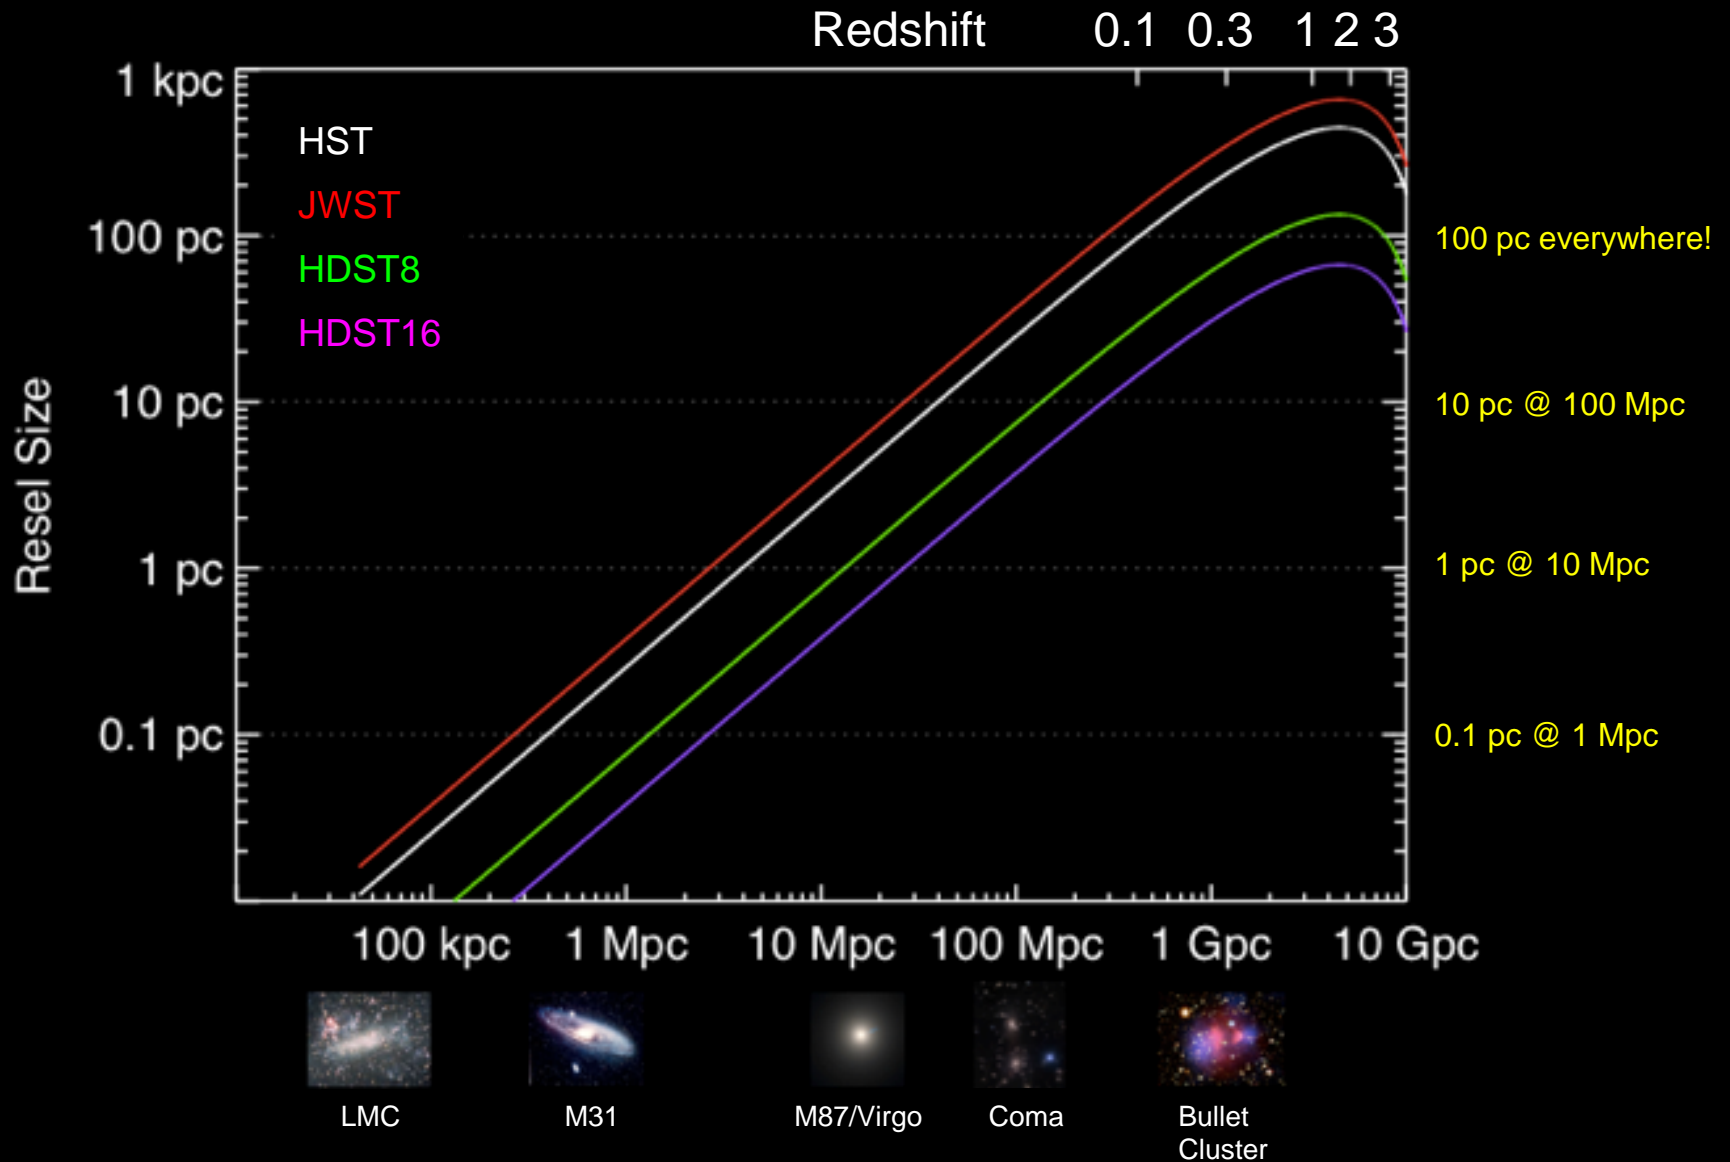 Redshift 0.1 0.3 1 2 3
1 kpc
HST
JWST
100 pc
100 pc everywhere!
HDST8
HDST16
10 pc
10 pc @ 100 Mpc
Resel Size
1 pc
1 pc @ 10 Mpc
0.1 pc
0.1 pc @ 1 Mpc
100 kpc 1 Mpc 10 Mpc 100 Mpc 1 Gpc 10 Gpc
LMC M31 M87/Virgo Coma Bullet
Cluster